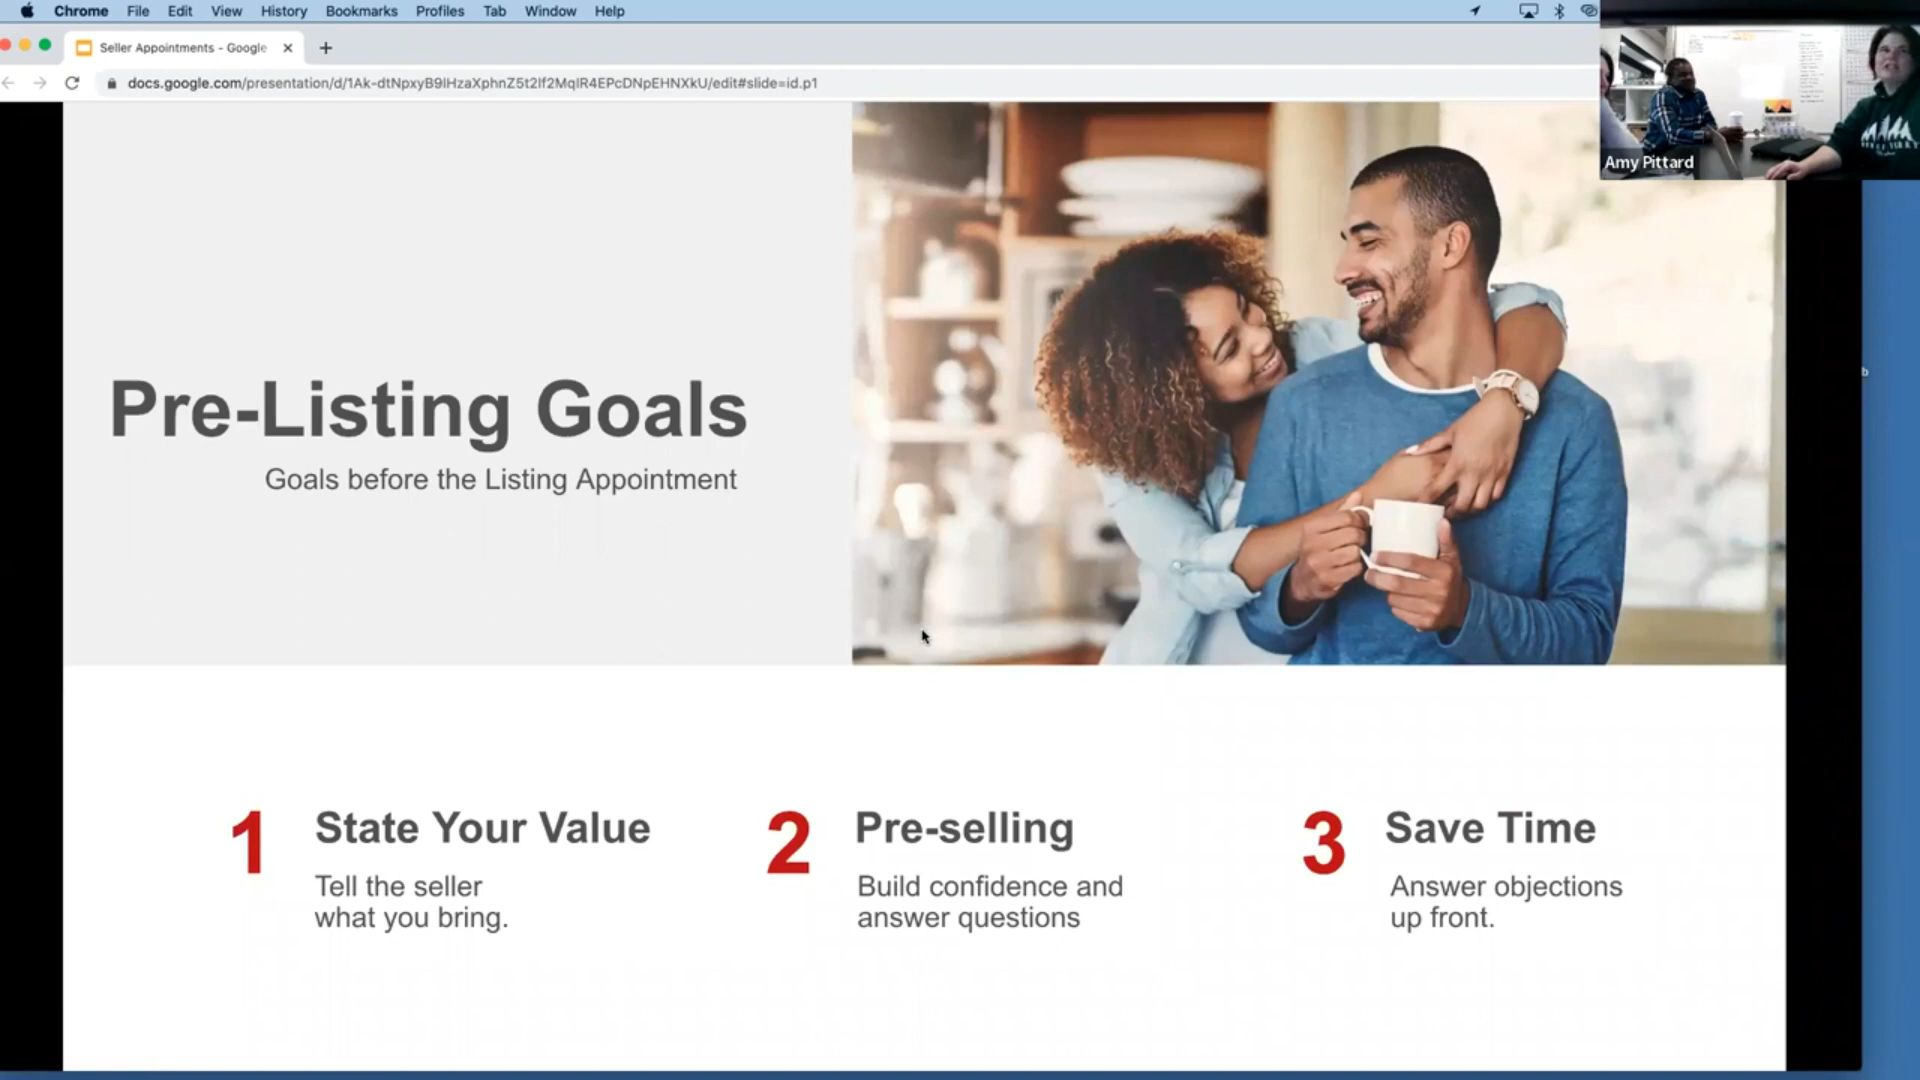 Chrome File Edit View History Bookmarks Profiles Tab Window Help
Seller Appointments - Google
docs.google.com/presentation/d/1Ak-dtNpxyB9lHzaXphnZ5t2lf2MqlR4EPcDNpEHNXkU/edit#slide=id.p1
Amy Pittard
b
Pre-Listing Goals
Goals before the Listing Appointment
1
State Your Value
Tell the seller
what you bring.
2
Pre-selling
Build confidence and
answer questions
3
Save Time
Answer objections
up front.